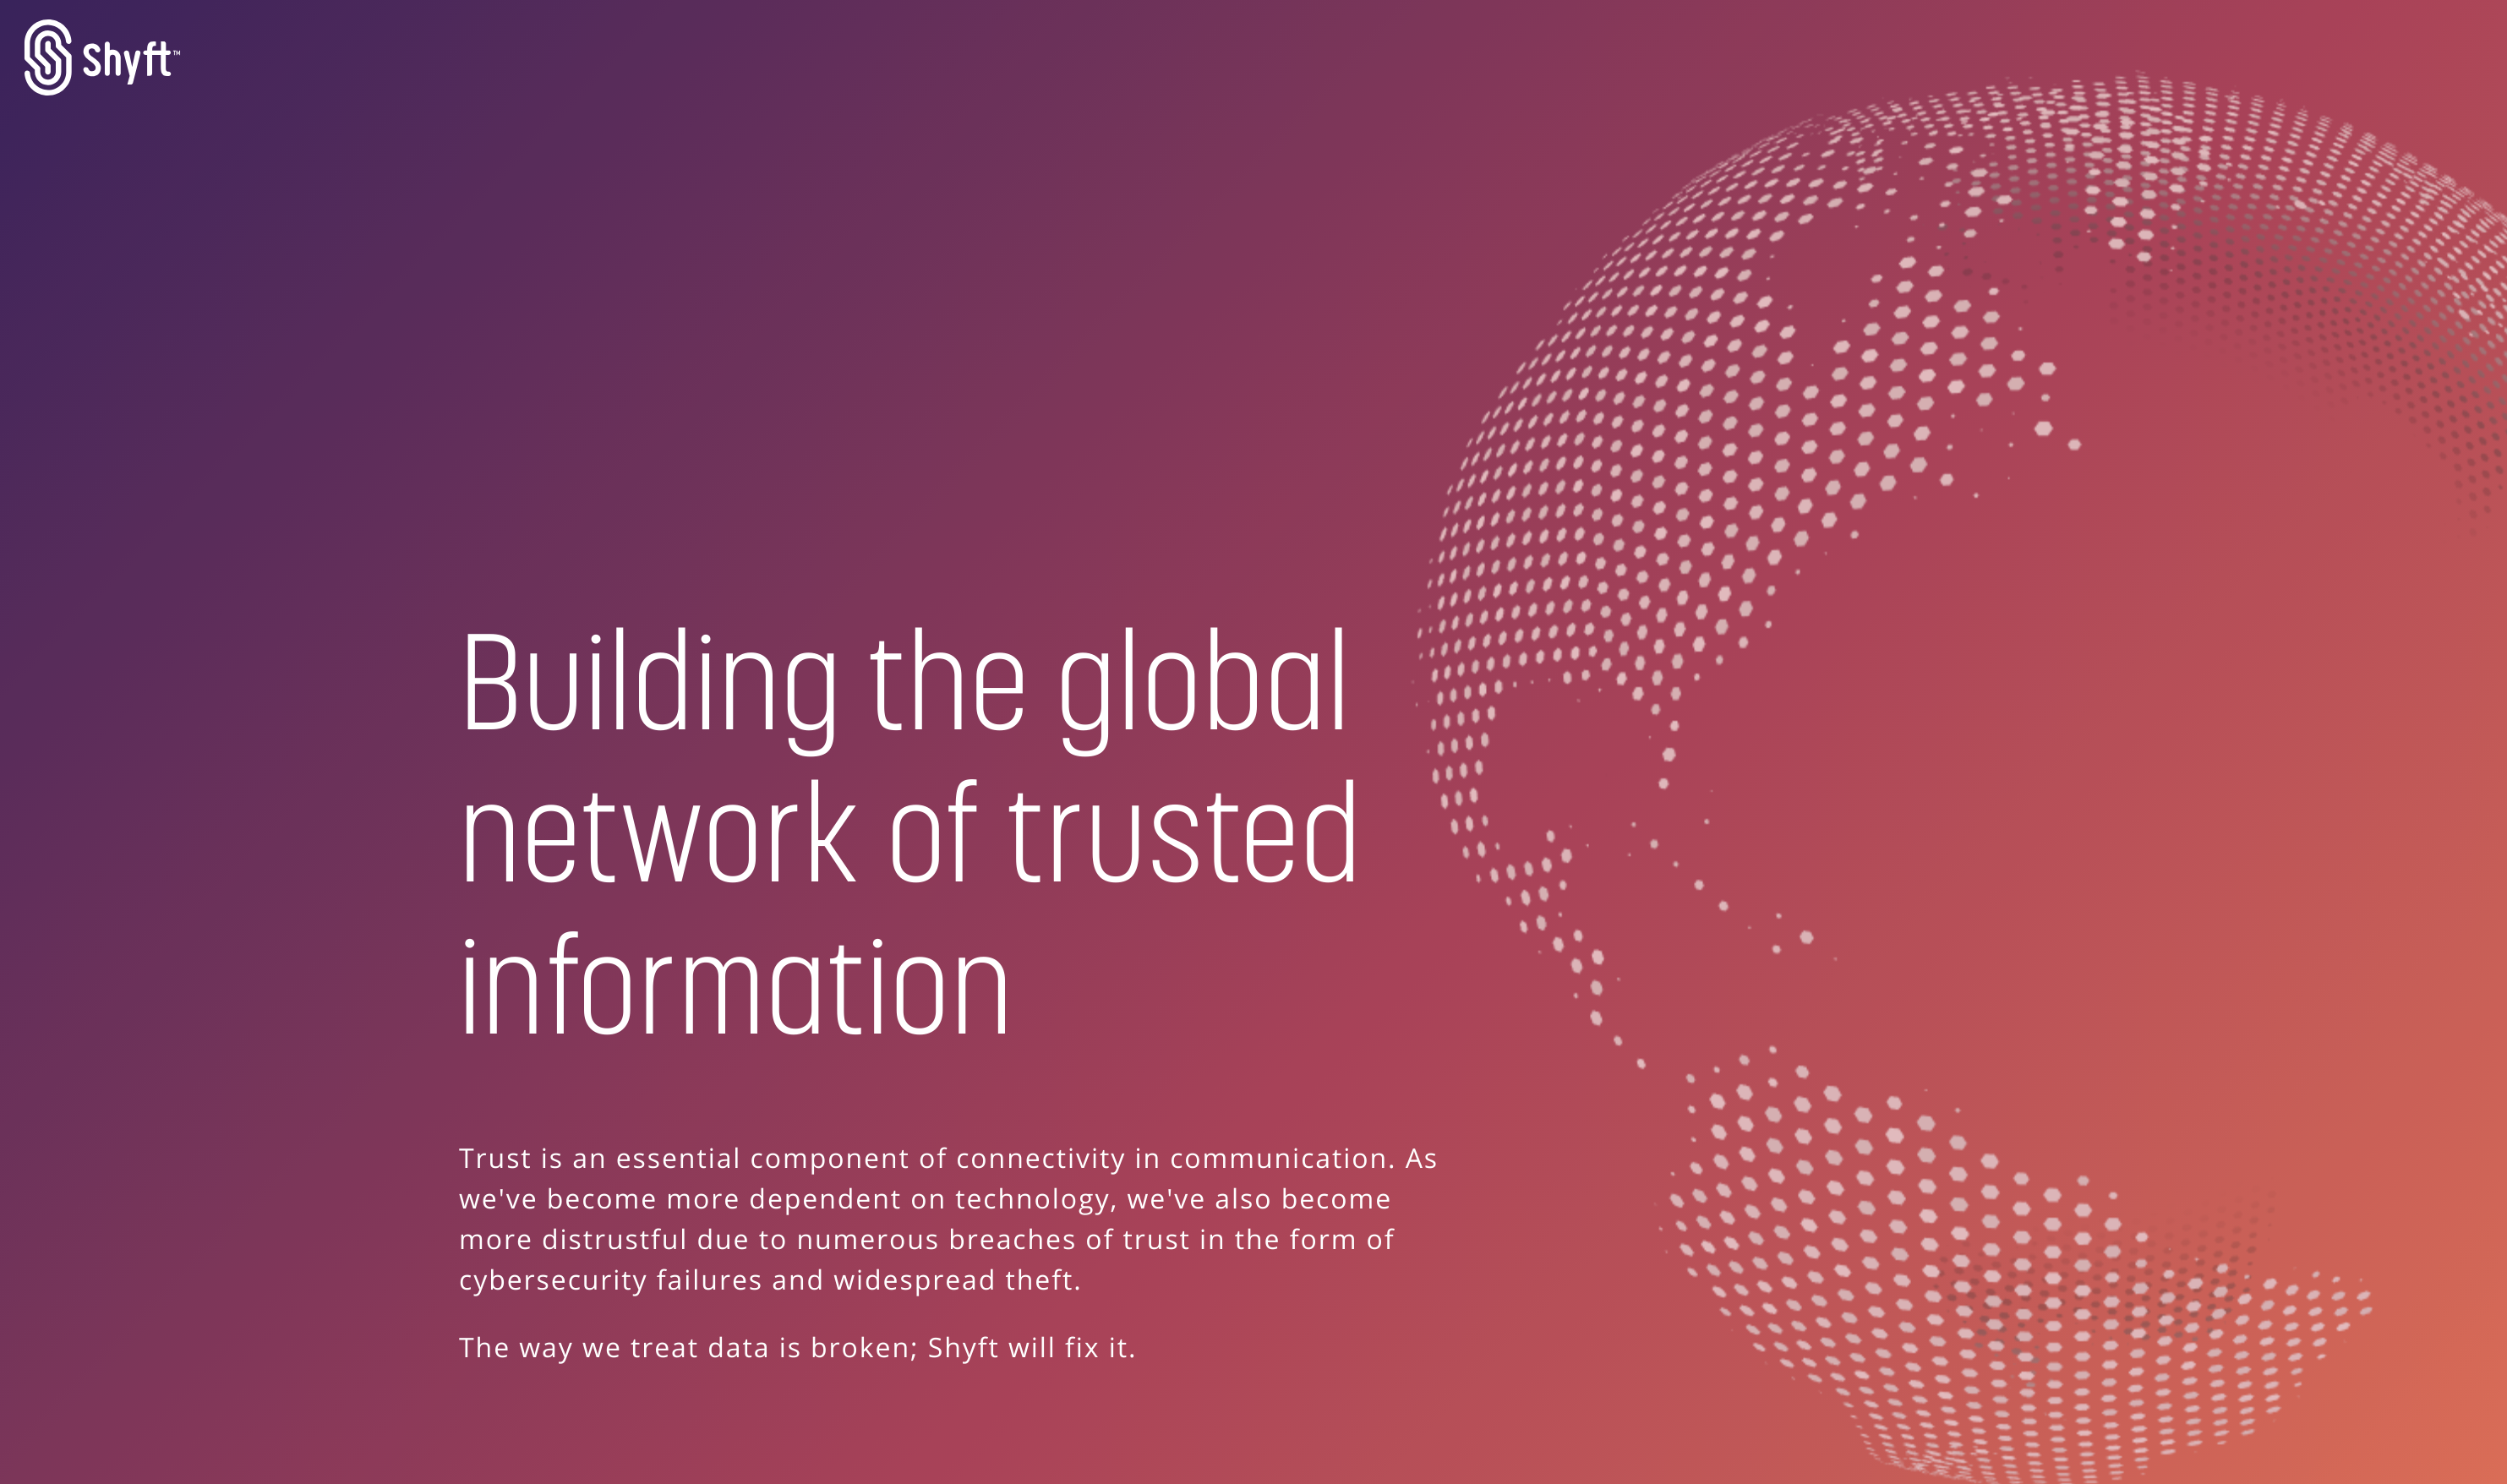 Shyft™
Building the global
network of trusted
information
Trust is an essential component of connectivity in communication. As
we've become more dependent on technology, we've also become
more distrustful due to numerous breaches of trust in the form of
cybersecurity failures and widespread theft.
The way we treat data is broken; Shyft will fix it.